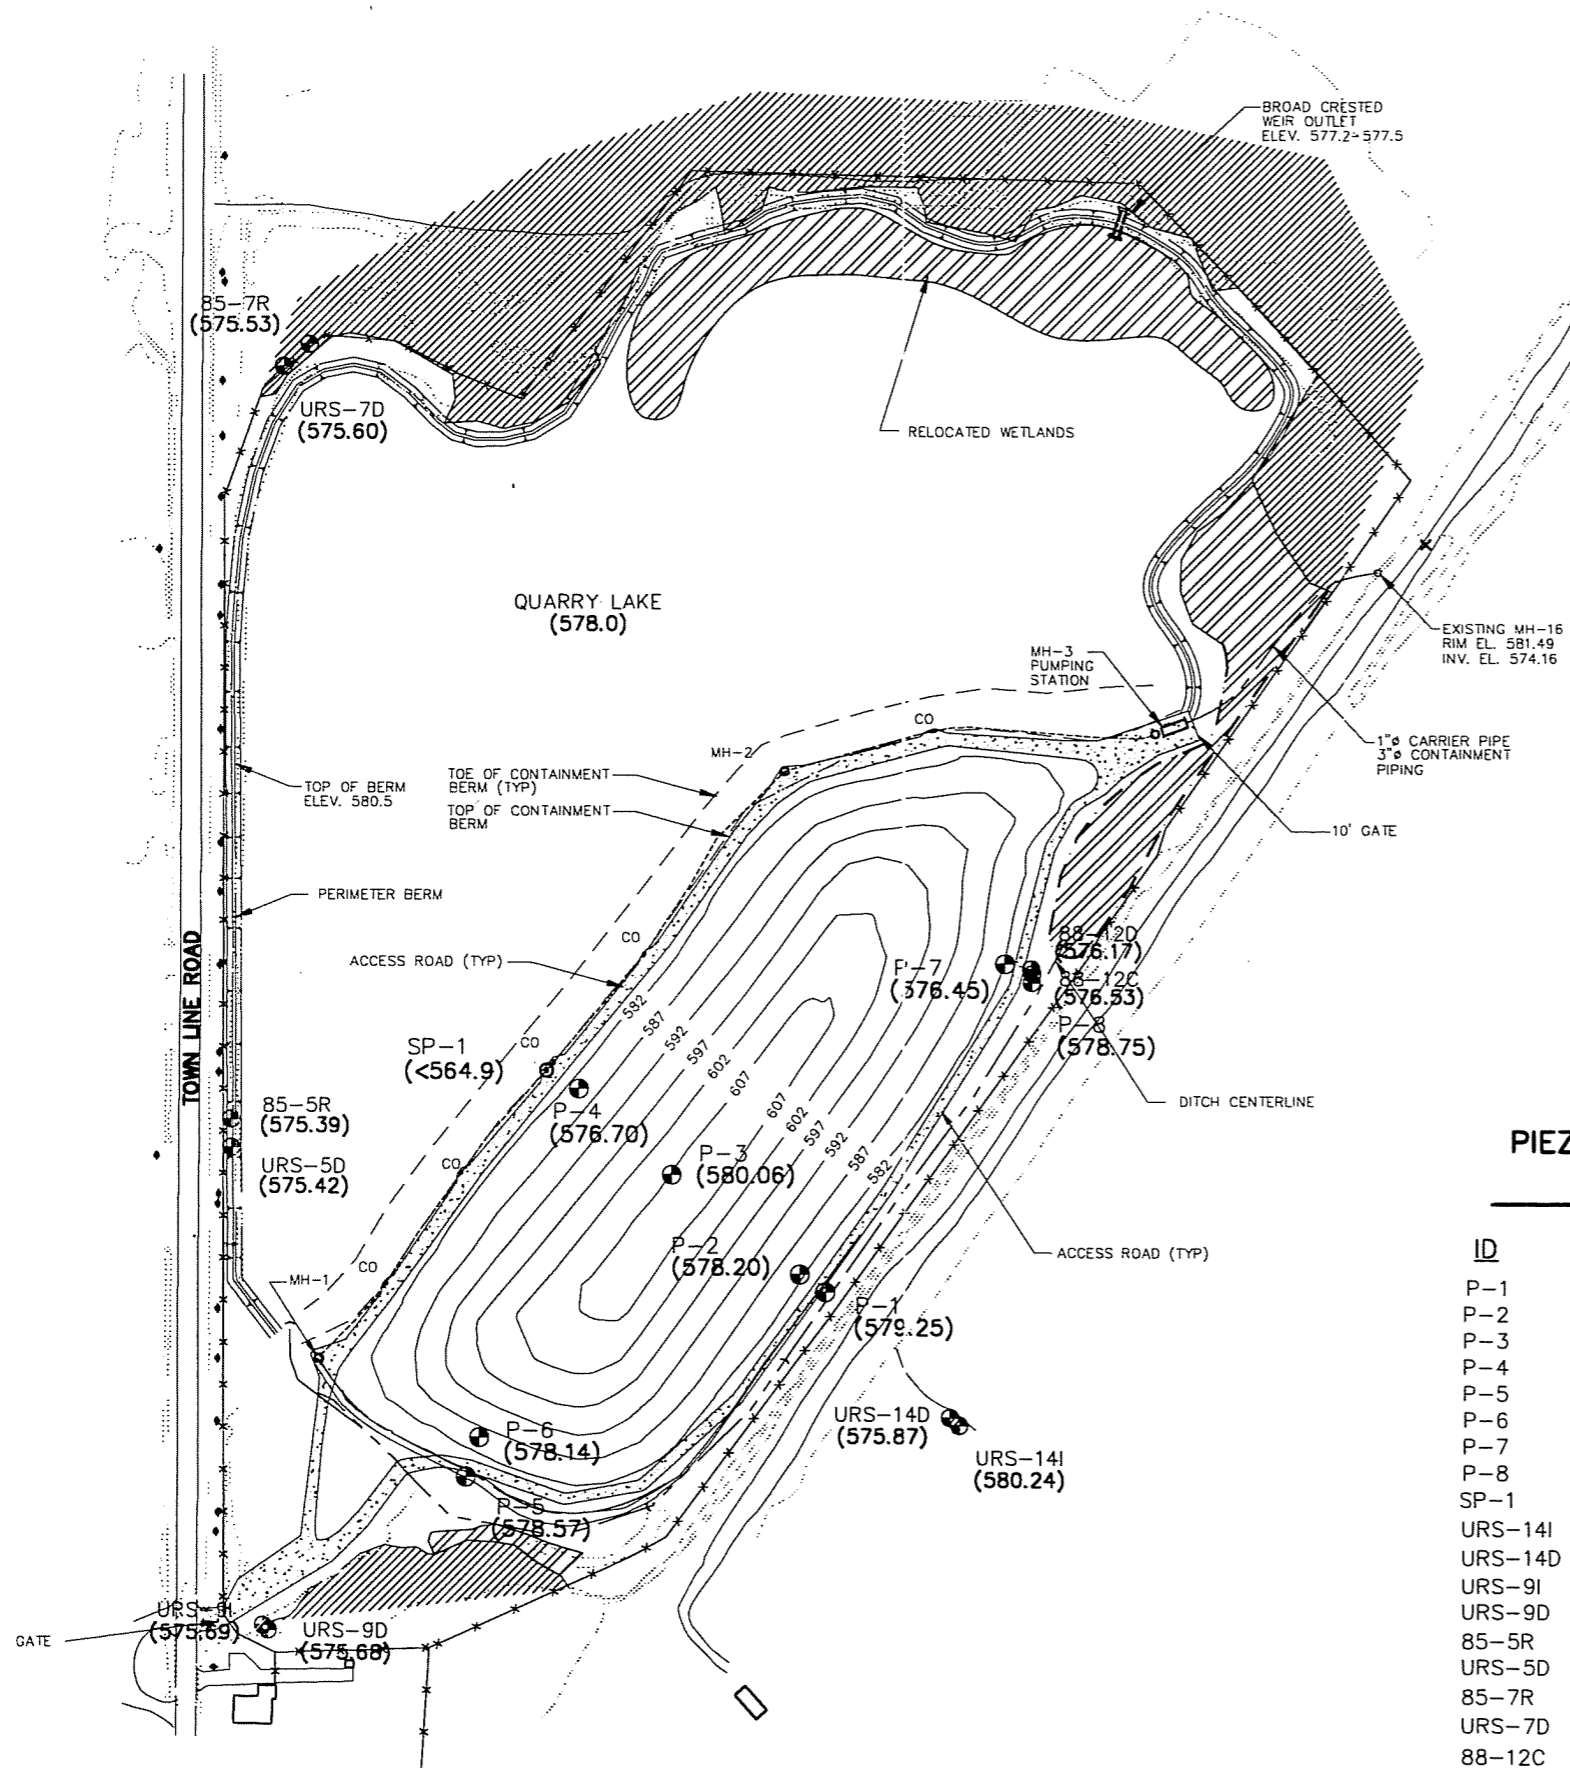 BROAD CRESTED
WEIR OUTLET
ELEV. 577.2-577.5
85-7R
(575.53)
URS-7D
(575.60)
RELOCATED WETLANDS
QUARRY LAKE
(578.0)
EXISTING MH-16
RIM EL. 581.49
INV. EL. 574.16
MH-3
PUMPING
STATION
CO
MH-2
1"ø CARRIER PIPE
3"ø CONTAINMENT
PIPING
TOP OF BERM
ELEV. 580.5
TOE OF CONTAINMENT
BERM (TYP)
TOP OF CONTAINMENT
BERM
10' GATE
PERIMETER BERM
TOWN LINE ROAD
CO
ACCESS ROAD (TYP)
88-12D
(576.17)
P-7
(576.45)
88-12C
(576.53)
P-8
(578.75)
582
587
592
597
602
607
607
602
597
592
587
582
SP-1
(<564.9)
CO
P-4
(576.70)
DITCH CENTERLINE
85-5R
(575.39)
URS-5D
(575.42)
CO
P-3
(580.06)
PIEZ
P-2
(578.20)
ACCESS ROAD (TYP)
CO
MH-1
P-1
(579.25)
URS-14D
(575.87)
URS-14I
(580.24)
P-6
(578.14)
P-5
(578.57)
URS-9I
(575.69)
URS-9D
(575.68)
GATE
ID
P-1
P-2
P-3
P-4
P-5
P-6
P-7
P-8
SP-1
URS-14I
URS-14D
URS-9I
URS-9D
85-5R
URS-5D
85-7R
URS-7D
88-12C